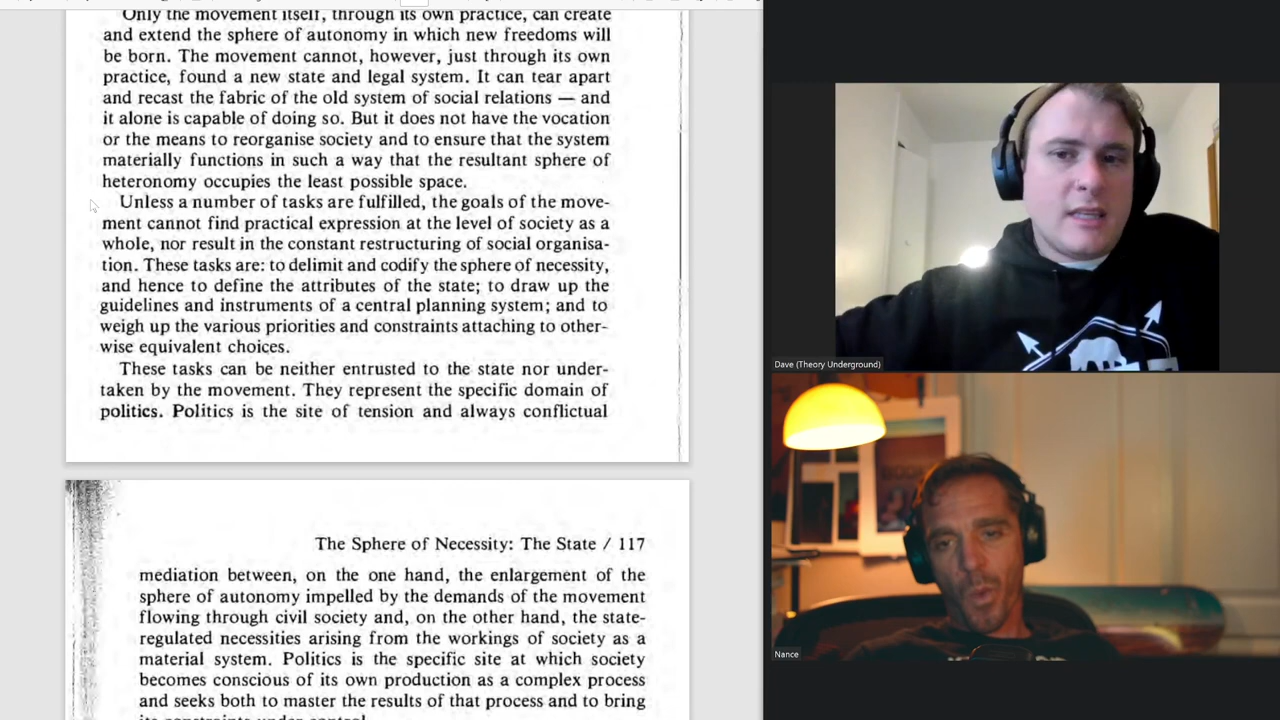 Only the movement itself, through its own practice, can create
and extend the sphere of autonomy in which new freedoms will
be born. The movement cannot, however, just through its own
practice, found a new state and legal system. It can tear apart
and recast the fabric of the old system of social relations — and
it alone is capable of doing so. But it does not have the vocation
or the means to reorganise society and to ensure that the system
materially functions in such a way that the resultant sphere of
heteronomy occupies the least possible space.
Unless a number of tasks are fulfilled, the goals of the move-
ment cannot find practical expression at the level of society as a
whole, nor result in the constant restructuring of social organisa-
tion. These tasks are: to delimit and codify the sphere of necessity,
and hence to define the attributes of the state; to draw up the
guidelines and instruments of a central planning system; and to
weigh up the various priorities and constraints attaching to other-
wise equivalent choices.
These tasks can be neither entrusted to the state nor under-
taken by the movement. They represent the specific domain of
politics. Politics is the site of tension and always conflictual
The Sphere of Necessity: The State / 117
mediation between, on the one hand, the enlargement of the
sphere of autonomy impelled by the demands of the movement
flowing through civil society and, on the other hand, the state-
regulated necessities arising from the workings of society as a
material system. Politics is the specific site at which society
becomes conscious of its own production as a complex process
and seeks both to master the results of that process and to bring
its constraints under control.
Dave (Theory Underground)
Nance